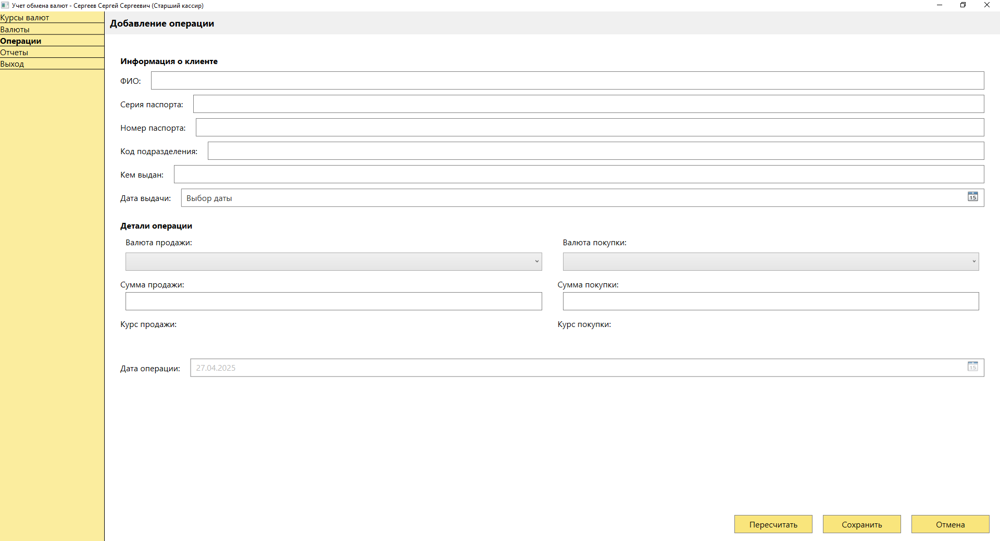 Учет обмена валют - Сергеев Сергей Сергеевич (Старший кассир)
Курсы валют
Валюты
Операции
Отчеты
Выход
Добавление операции
Информация о клиенте
ФИО:
Серия паспорта:
Номер паспорта:
Код подразделения:
Кем выдан:
Дата выдачи: Выбор даты 15
Детали операции
Валюта продажи: Валюта покупки:
Сумма продажи: Сумма покупки:
Курс продажи: Курс покупки:
Дата операции: 27.04.2025 15
Пересчитать Сохранить Отмена